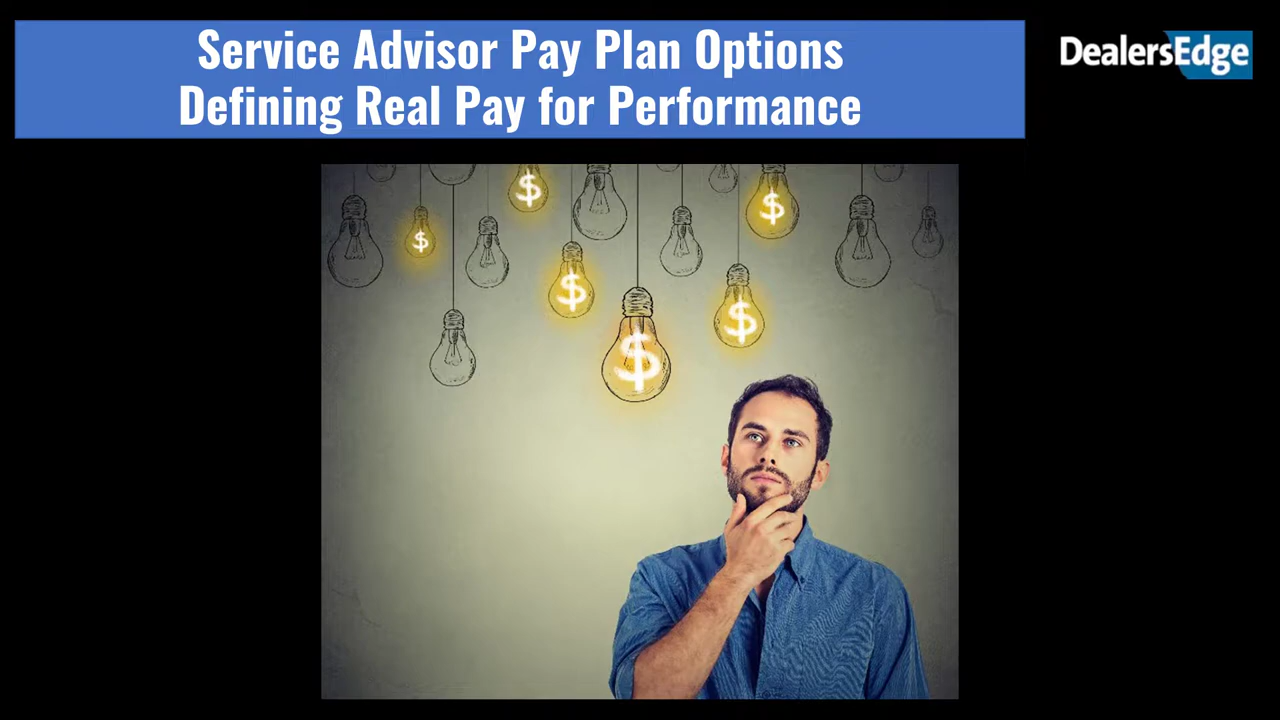 Service Advisor Pay Plan Options
Defining Real Pay for Performance
DealersEdge
$
$
$
$
$
$